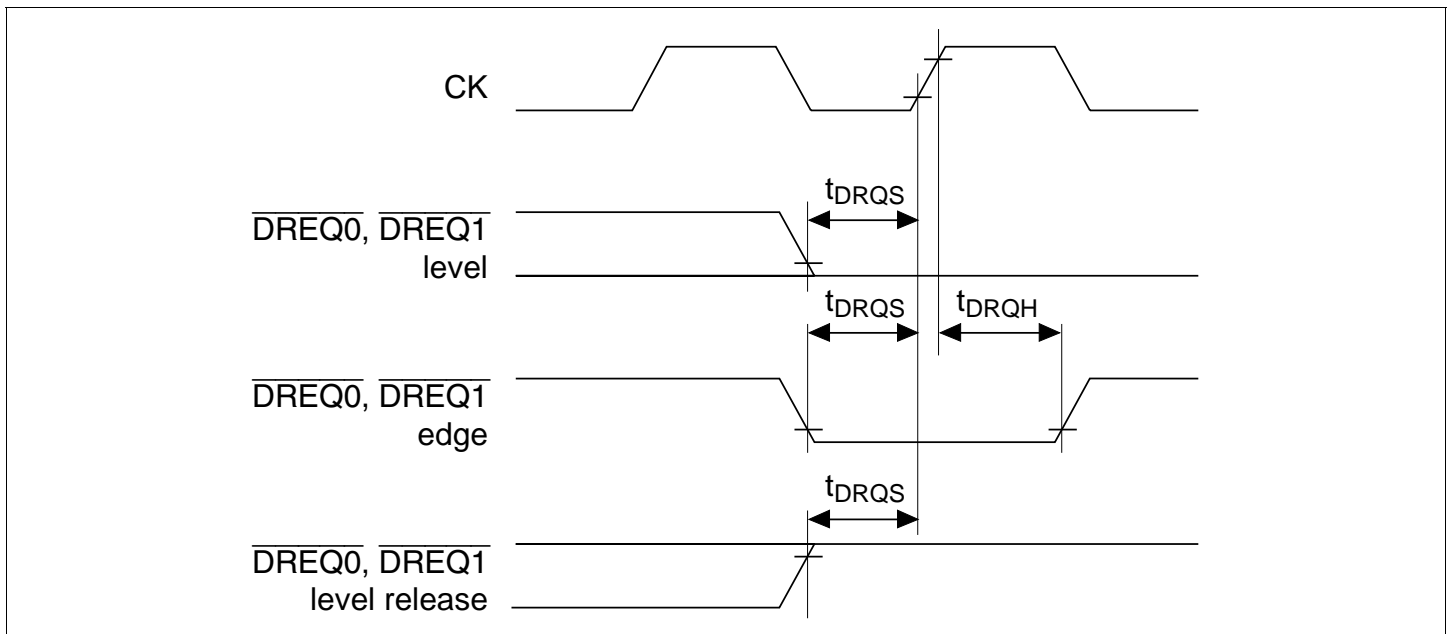 CK
tDRQS
DREQ0, DREQ1
level
tDRQS
tDRQH
DREQ0, DREQ1
edge
tDRQS
DREQ0, DREQ1
level release